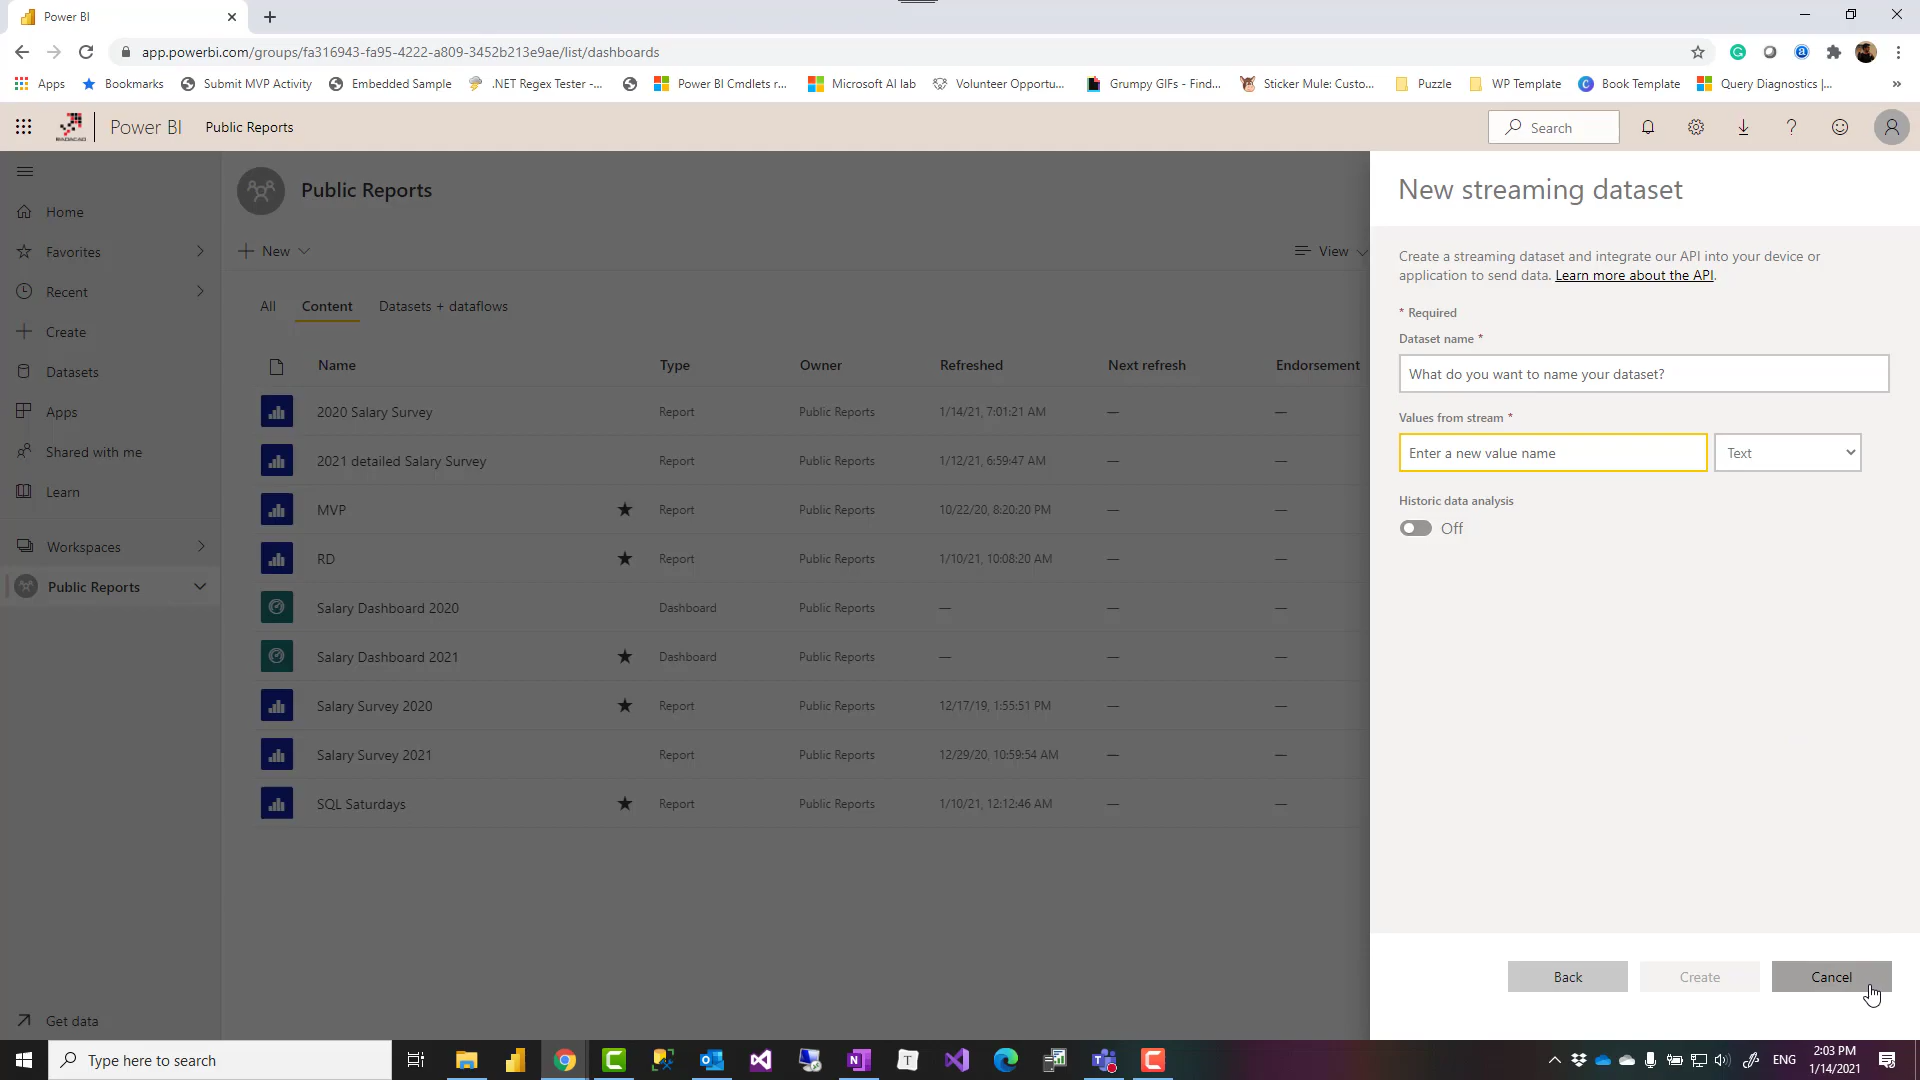 Power BI
app.powerbi.com/groups/fa316943-fa95-4222-a809-3452b213e9ae/list/dashboards
Apps Bookmarks Submit MVP Activity Embedded Sample .NET Regex Tester -... Power BI Cmdlets r... Microsoft AI lab Volunteer Opportu... Grumpy GIFs - Find... Sticker Mule: Custo... Puzzle WP Template Book Template Query Diagnostics |... »
Power BI Public Reports Search
Home
Favorites
Recent
Create
Datasets
Apps
Shared with me
Learn
Workspaces
Public Reports
Get data
Public Reports
New View
All Content Datasets + dataflows
Name Type Owner Refreshed Next refresh Endorsement
2020 Salary Survey Report Public Reports 1/14/21, 7:01:21 AM — —
2021 detailed Salary Survey Report Public Reports 1/12/21, 6:59:47 AM — —
MVP Report Public Reports 10/22/20, 8:20:20 PM — —
RD Report Public Reports 1/10/21, 10:08:20 AM — —
Salary Dashboard 2020 Dashboard Public Reports — — —
Salary Dashboard 2021 Dashboard Public Reports — — —
Salary Survey 2020 Report Public Reports 12/17/19, 1:55:51 PM — —
Salary Survey 2021 Report Public Reports 12/29/20, 10:59:54 AM — —
SQL Saturdays Report Public Reports 1/10/21, 12:12:46 AM — —
New streaming dataset
Create a streaming dataset and integrate our API into your device or
application to send data. Learn more about the API.
* Required
Dataset name *
What do you want to name your dataset?
Values from stream *
Enter a new value name Text
Historic data analysis
Off
Back Create Cancel
Type here to search
ENG 2:03 PM
1/14/2021